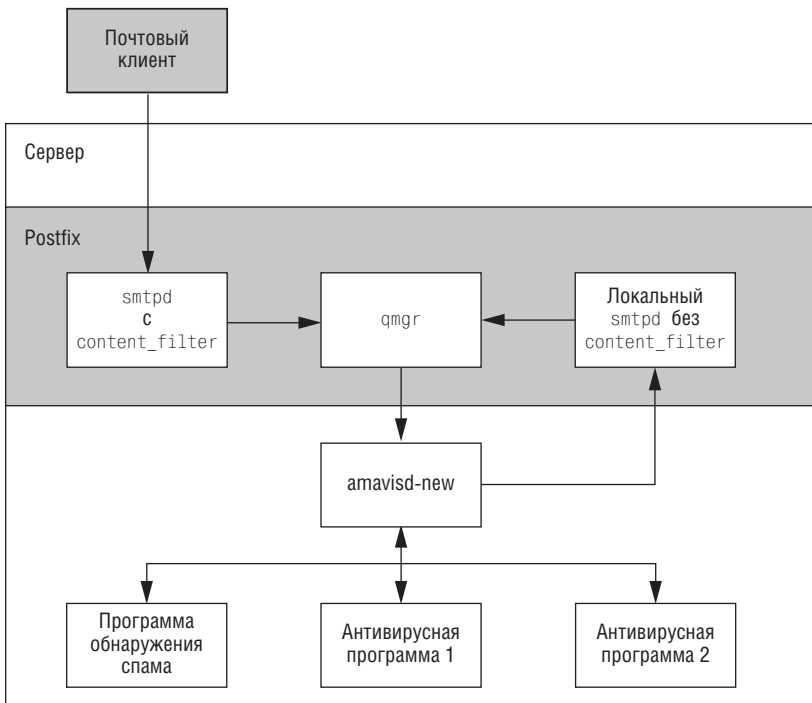 Почтовый
клиент
Сервер
Postfix
smtpd
с
content_filter
qmgr
Локальный
smtpd без
content_filter
amavisd-new
Программа
обнаружения
спама
Антивирусная
программа 1
Антивирусная
программа 2